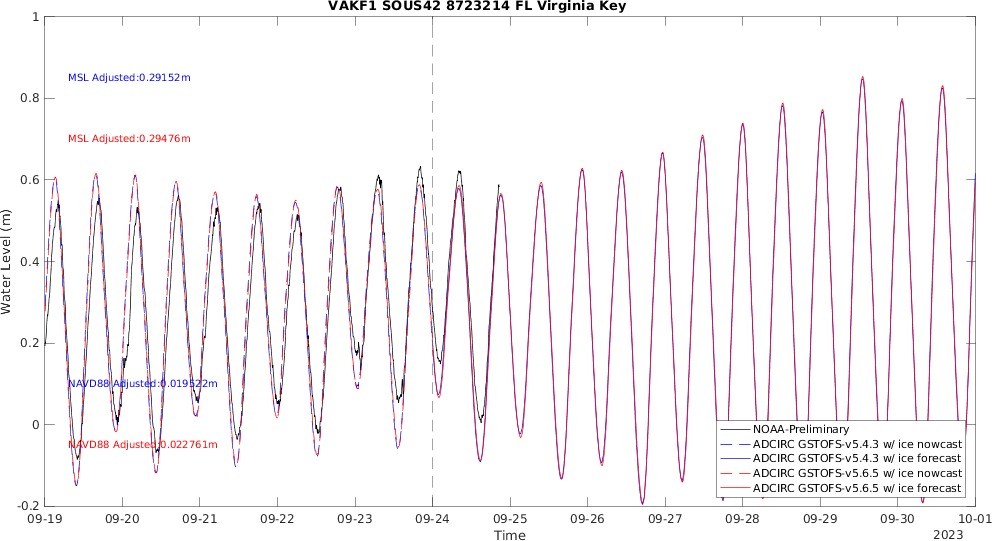 VAKF1 SOUS42 8723214 FL Virginia Key
1
0.8
0.6
0.4
0.2
0
-0.2
Water Level (m)
MSL Adjusted:0.29152m
MSL Adjusted:0.29476m
NAVD88 Adjusted:0.019522m
NAVD88 Adjusted:0.022761m
NOAA-Preliminary
ADCIRC GSTOFS-v5.4.3 w/ ice nowcast
ADCIRC GSTOFS-v5.4.3 w/ ice forecast
ADCIRC GSTOFS-v5.6.5 w/ ice nowcast
ADCIRC GSTOFS-v5.6.5 w/ ice forecast
09-19 09-20 09-21 09-22 09-23 09-24 09-25 09-26 09-27 09-28 09-29 09-30 10-01
Time
2023